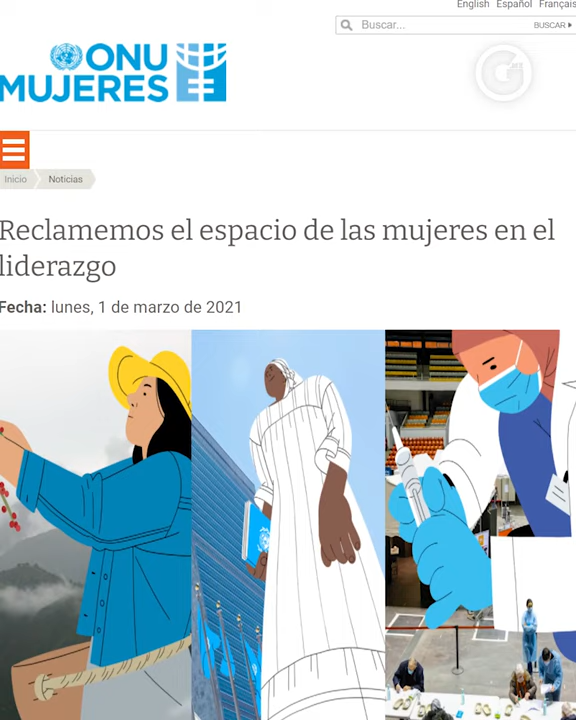 English Español Français
Buscar... BUSCAR
ONU
MUJERES
Inicio Noticias
Reclamemos el espacio de las mujeres en el
liderazgo
Fecha: lunes, 1 de marzo de 2021